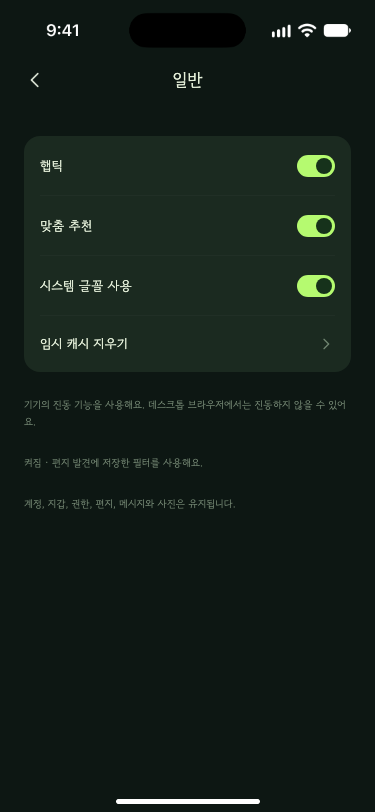 9:41
일반
햅틱
맞춤 추천
시스템 글꼴 사용
임시 캐시 지우기
기기의 진동 기능을 사용해요. 데스크톱 브라우저에서는 진동하지 않을 수 있어
요.
켜짐 · 편지 발견에 저장한 필터를 사용해요.
계정, 지갑, 권한, 편지, 메시지와 사진은 유지됩니다.